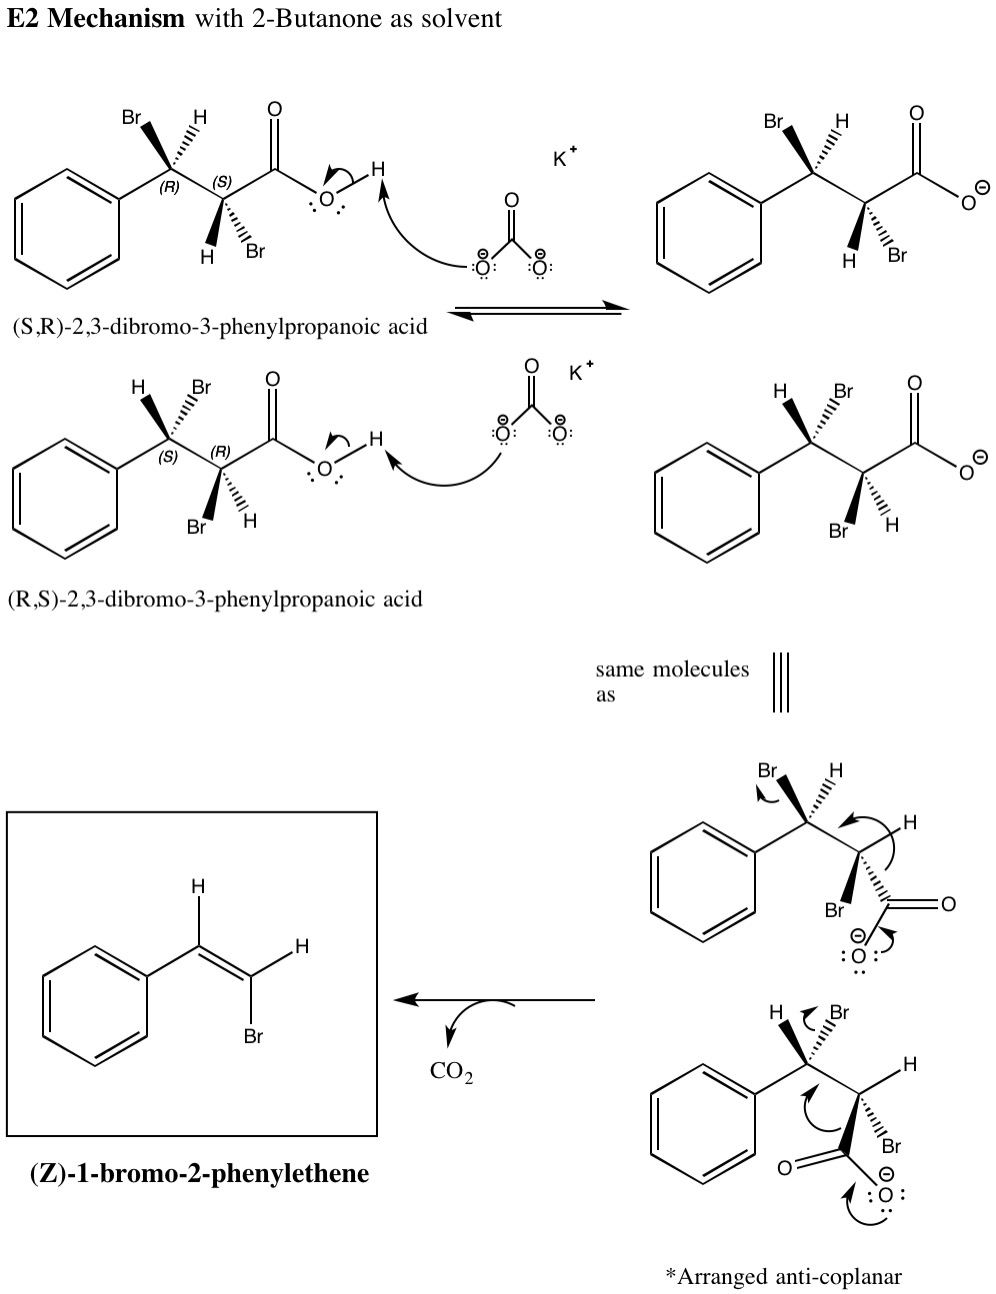 E2 Mechanism with 2-Butanone as solvent
Br H O
(R) (S) O H
H Br
K+
O
:O: :O:
⊖ ⊖
Br H O
O ⊖
H Br
(S,R)-2,3-dibromo-3-phenylpropanoic acid
H Br O
(S) (R) O H
Br H
O K+
⊖ ⊖
:O: :O:
H Br O
O ⊖
Br H
(R,S)-2,3-dibromo-3-phenylpropanoic acid
same molecules
as
Br H
H
Br O
⊖
:O:
H
H
Br
CO2
(Z)-1-bromo-2-phenylethene
H Br
H
Br
O ⊖
:O:
*Arranged anti-coplanar